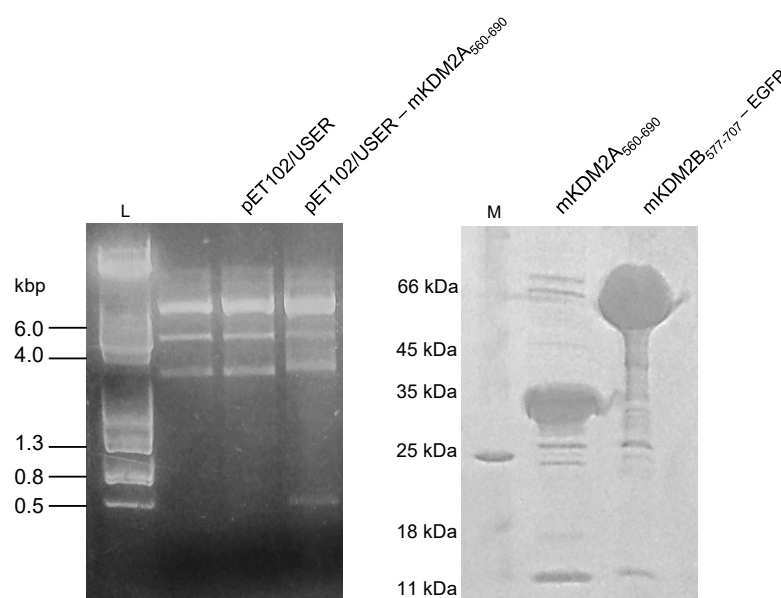 pET102/USER
pET102/USER – mKDM2A560-690
L
kbp
6.0
4.0
1.3
0.8
0.5
mKDM2A560-690
mKDM2B577-707 – EGFP
M
66 kDa
45 kDa
35 kDa
25 kDa
18 kDa
11 kDa